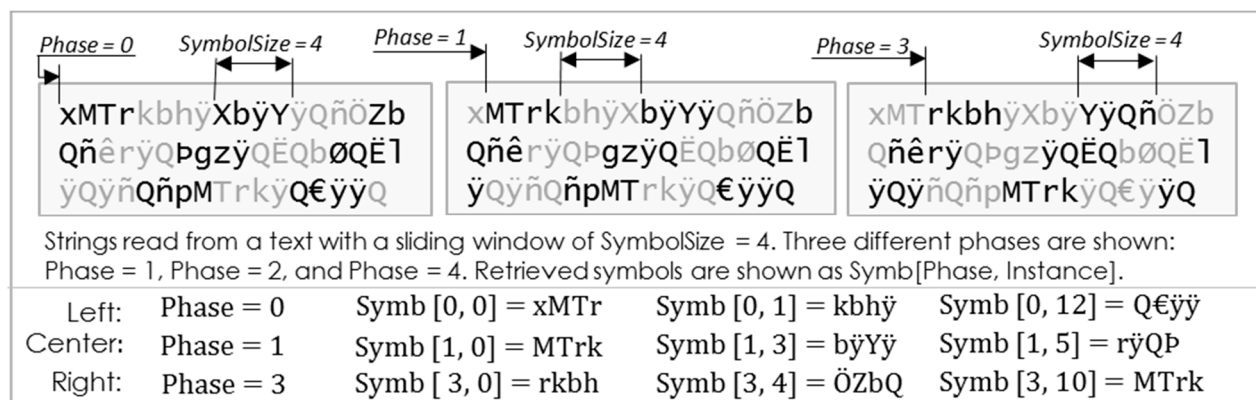 Phase = 0 SymbolSize = 4 Phase = 1 SymbolSize = 4 Phase = 3 SymbolSize = 4
xMTrkbhÿXbÿYÿQñÖZb
QñêrÿQÞgzÿQËQbØQËl
ÿQÿñQñpMTrkÿQ€ÿÿQ
xMTrkbhÿXbÿYÿQñÖZb
QñêrÿQÞgzÿQËQbØQËl
ÿQÿñQñpMTrkÿQ€ÿÿQ
xMTrkbhÿXbÿYÿQñÖZb
QñêrÿQÞgzÿQËQbØQËl
ÿQÿñQñpMTrkÿQ€ÿÿQ
Strings read from a text with a sliding window of SymbolSize = 4. Three different phases are shown:
Phase = 1, Phase = 2, and Phase = 4. Retrieved symbols are shown as Symb[Phase, Instance].
Left: Phase = 0 Symb [0, 0] = xMTr Symb [0, 1] = kbhÿ Symb [0, 12] = Q€ÿÿ
Center: Phase = 1 Symb [1, 0] = MTrk Symb [1, 3] = bÿYÿ Symb [1, 5] = rÿQÞ
Right: Phase = 3 Symb [ 3, 0] = rkbh Symb [3, 4] = ÖZbQ Symb [3, 10] = MTrk